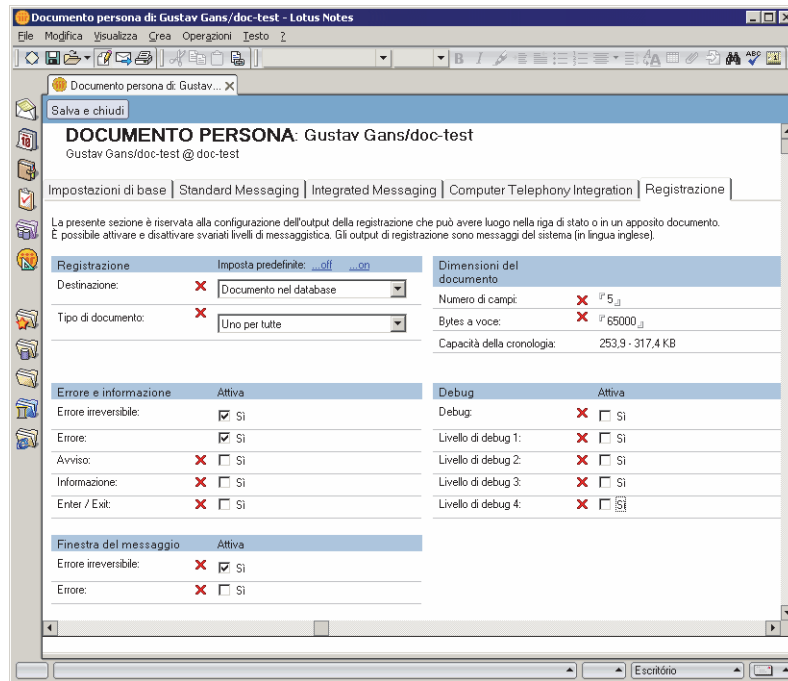 Documento persona di: Gustav Gans/doc-test - Lotus Notes
File Modifica Visualizza Crea Operazioni Testo ?
Documento persona di: Gustav... X
Salva e chiudi
DOCUMENTO PERSONA: Gustav Gans/doc-test
Gustav Gans/doc-test @ doc-test
Impostazioni di base Standard Messaging Integrated Messaging Computer Telephony Integration Registrazione
La presente sezione è riservata alla configurazione dell'output della registrazione che può avere luogo nella riga di stato o in un apposito documento.
È possibile attivare e disattivare svariati livelli di messaggistica. Gli output di registrazione sono messaggi del sistema (in lingua inglese).
Registrazione Imposta predefinite: ...off ...on
Destinazione: Documento nel database
Tipo di documento: Uno per tutte
Dimensioni del
documento
Numero di campi: 5
Bytes a voce: 65000
Capacità della cronologia: 253,9 - 317,4 KB
Errore e informazione Attiva
Errore irreversibile: Sì
Errore: Sì
Avviso: Sì
Informazione: Sì
Enter / Exit: Sì
Debug Attiva
Debug: Sì
Livello di debug 1: Sì
Livello di debug 2: Sì
Livello di debug 3: Sì
Livello di debug 4: Sì
Finestra del messaggio Attiva
Errore irreversibile: Sì
Errore: Sì
Escritório